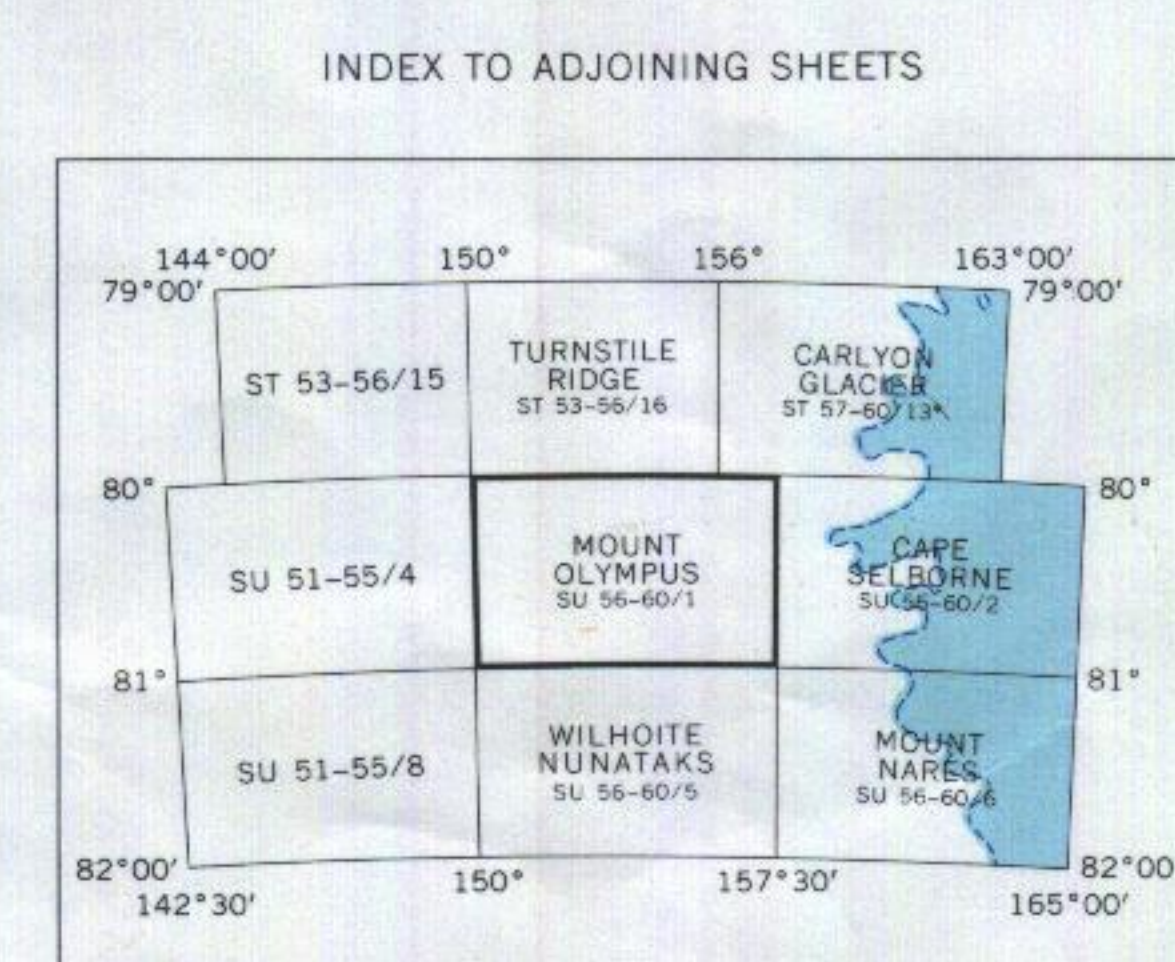 INDEX TO ADJOINING SHEETS
144°00′ 150° 156° 163°00′
79°00′ 79°00′
ST 53–56/15
TURNSTILE
RIDGE
ST 53–56/16
CARLYON
GLACIER
ST 57–60/13*
80° 80°
SU 51–55/4
MOUNT
OLYMPUS
SU 56–60/1
CAPE
SELBORNE
SU 56–60/2
81° 81°
SU 51–55/8
WILHOITE
NUNATAKS
SU 56–60/5
MOUNT
NARES
SU 56–60/6
82°00′ 82°00
142°30′ 150° 157°30′ 165°00′